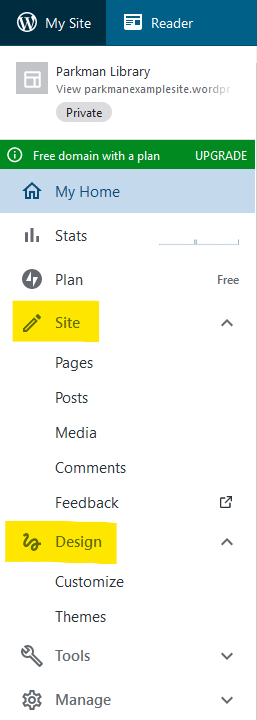 My Site
Reader
Parkman Library
View parkmanexamplesite.wordpr
Private
Free domain with a plan UPGRADE
My Home
Stats
Plan Free
Site
Pages
Posts
Media
Comments
Feedback
Design
Customize
Themes
Tools
Manage